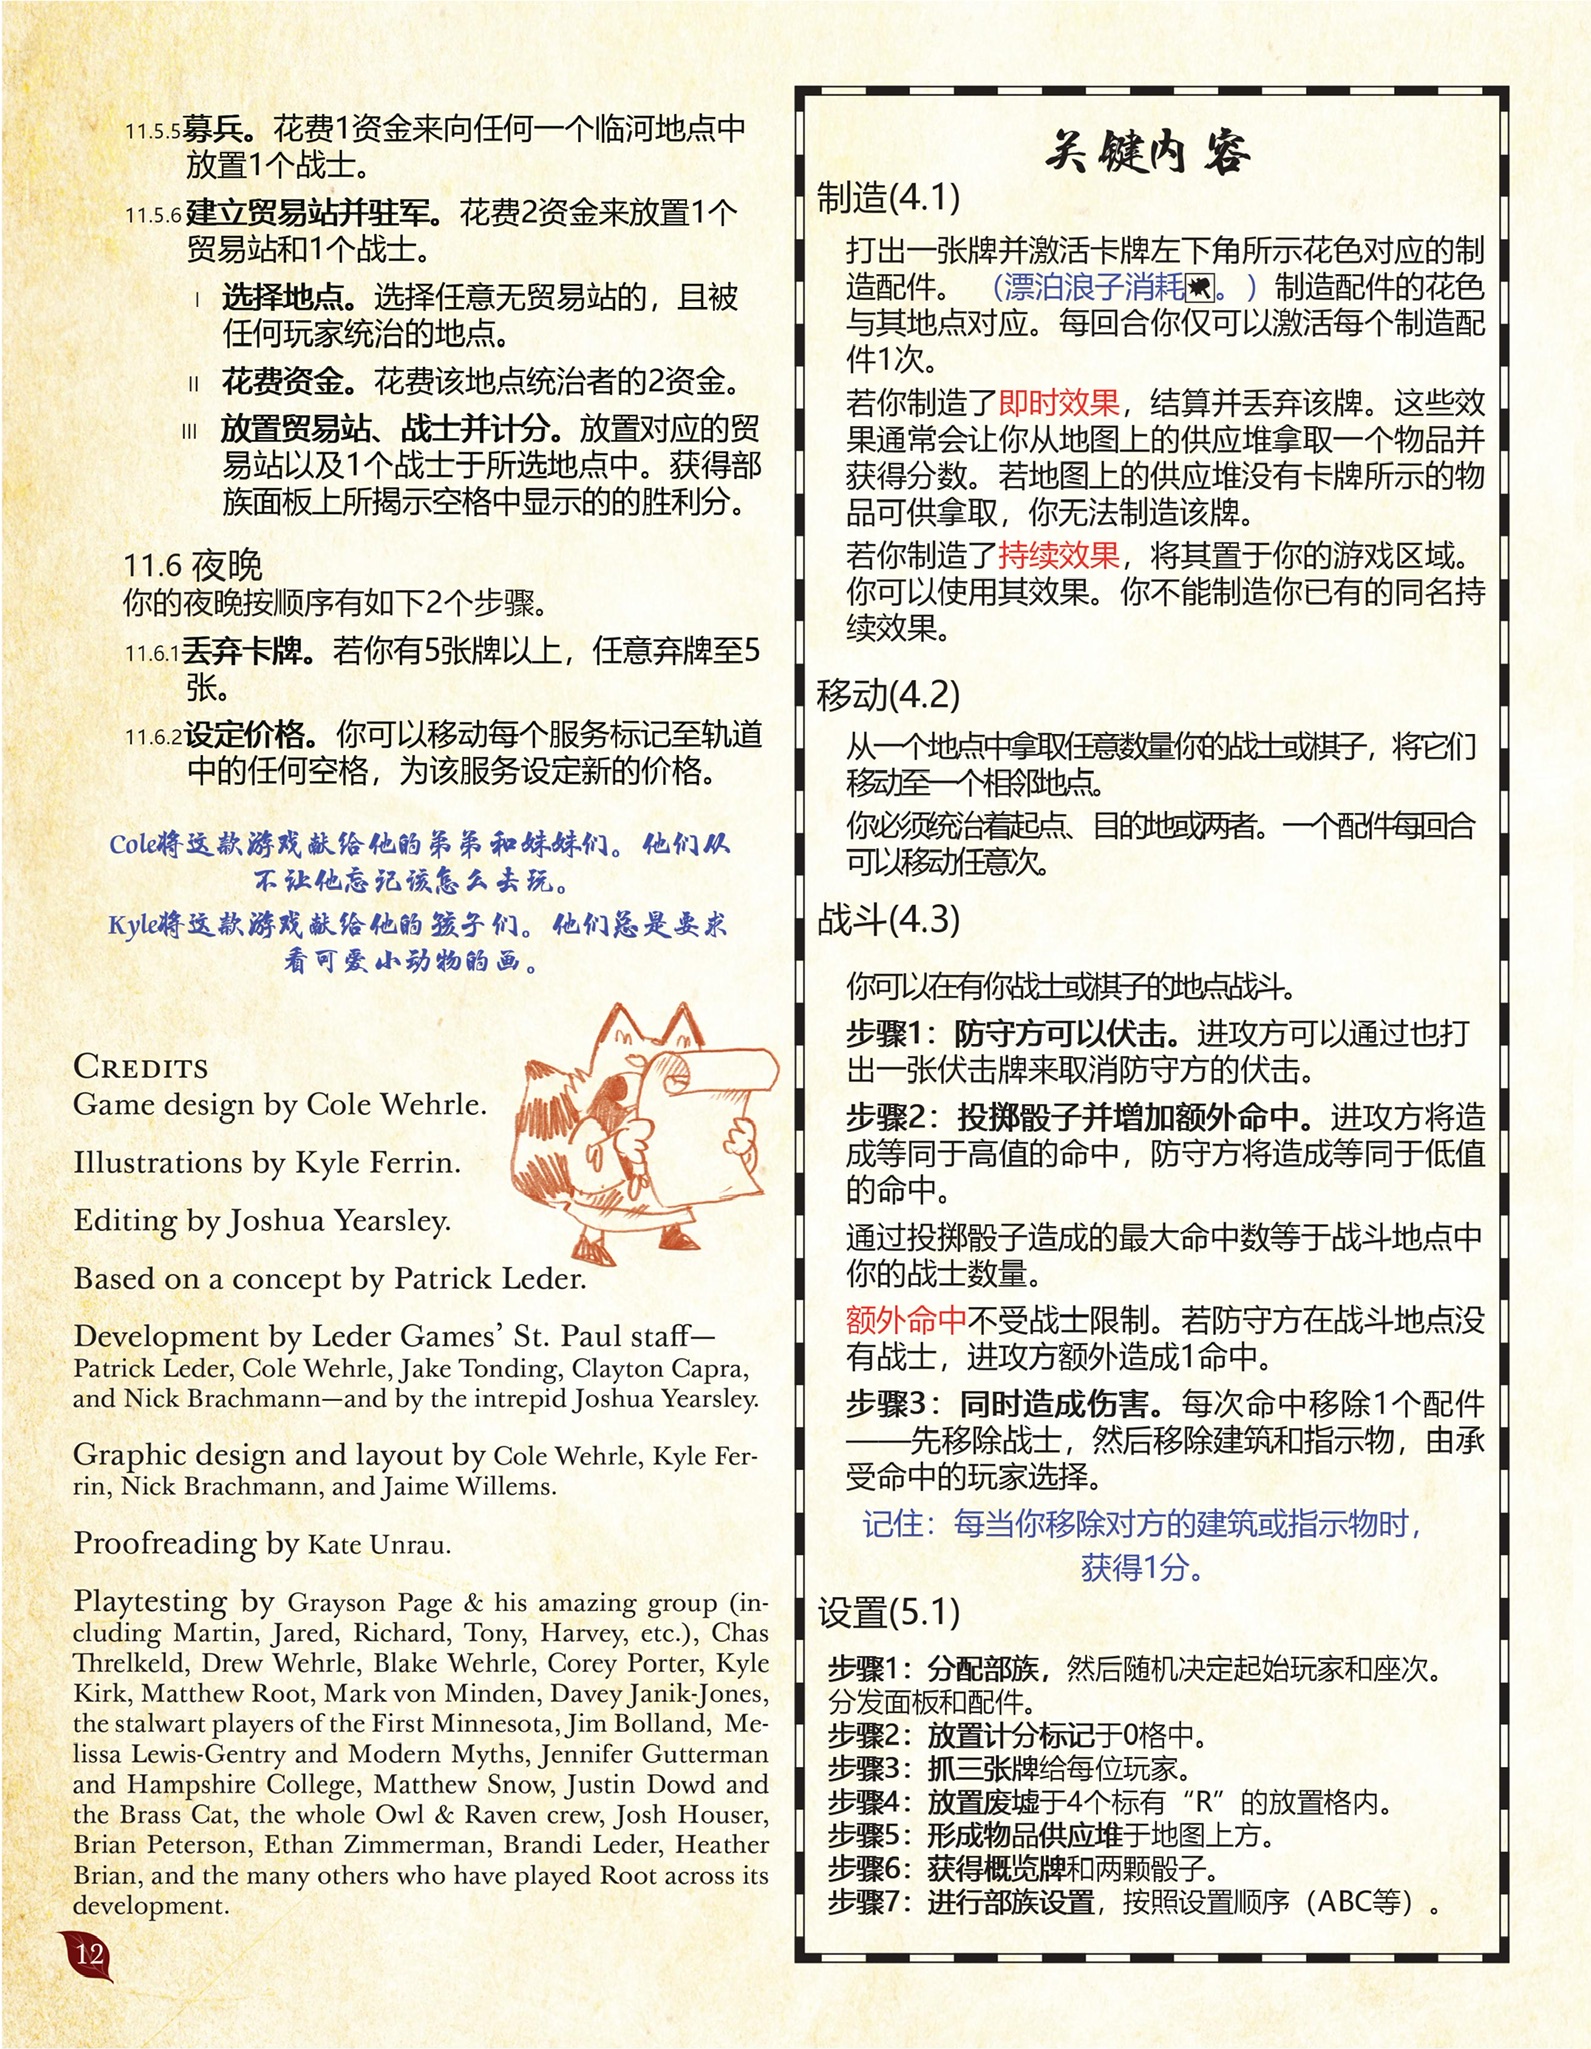 11.5.5募兵。花费1资金来向任何一个临河地点中
放置1个战士。
11.5.6建立贸易站并驻军。花费2资金来放置1个
贸易站和1个战士。
I 选择地点。选择任意无贸易站的，且被
任何玩家统治的地点。
II 花费资金。花费该地点统治者的2资金。
III 放置贸易站、战士并计分。放置对应的贸
易站以及1个战士于所选地点中。获得部
族面板上所揭示空格中显示的的胜利分。
11.6 夜晚
你的夜晚按顺序有如下2个步骤。
11.6.1丢弃卡牌。若你有5张牌以上，任意弃牌至5
张。
11.6.2设定价格。你可以移动每个服务标记至轨道
中的任何空格，为该服务设定新的价格。
Cole将这款游戏献给他的弟弟和妹妹们。他们从
不让他忘记该怎么去玩。
Kyle将这款游戏献给他的孩子们。他们总是要求
看可爱小动物的画。
CREDITS
Game design by Cole Wehrle.
Illustrations by Kyle Ferrin.
Editing by Joshua Yearsley.
Based on a concept by Patrick Leder.
Development by Leder Games’ St. Paul staff—
Patrick Leder, Cole Wehrle, Jake Tonding, Clayton Capra,
and Nick Brachmann—and by the intrepid Joshua Yearsley.
Graphic design and layout by Cole Wehrle, Kyle Fer-
rin, Nick Brachmann, and Jaime Willems.
Proofreading by Kate Unrau.
Playtesting by Grayson Page & his amazing group (in-
cluding Martin, Jared, Richard, Tony, Harvey, etc.), Chas
Threlkeld, Drew Wehrle, Blake Wehrle, Corey Porter, Kyle
Kirk, Matthew Root, Mark von Minden, Davey Janik-Jones,
the stalwart players of the First Minnesota, Jim Bolland, Me-
lissa Lewis-Gentry and Modern Myths, Jennifer Gutterman
and Hampshire College, Matthew Snow, Justin Dowd and
the Brass Cat, the whole Owl & Raven crew, Josh Houser,
Brian Peterson, Ethan Zimmerman, Brandi Leder, Heather
Brian, and the many others who have played Root across its
development.
12
关键内容
制造(4.1)
打出一张牌并激活卡牌左下角所示花色对应的制
造配件。（漂泊浪子消耗。）制造配件的花色
与其地点对应。每回合你仅可以激活每个制造配
件1次。
若你制造了即时效果，结算并丢弃该牌。这些效
果通常会让你从地图上的供应堆拿取一个物品并
获得分数。若地图上的供应堆没有卡牌所示的物
品可供拿取，你无法制造该牌。
若你制造了持续效果，将其置于你的游戏区域。
你可以使用其效果。你不能制造你已有的同名持
续效果。
移动(4.2)
从一个地点中拿取任意数量你的战士或棋子，将它们
移动至一个相邻地点。
你必须统治着起点、目的地或两者。一个配件每回合
可以移动任意次。
战斗(4.3)
你可以在有你战士或棋子的地点战斗。
步骤1：防守方可以伏击。进攻方可以通过也打
出一张伏击牌来取消防守方的伏击。
步骤2：投掷骰子并增加额外命中。进攻方将造
成等同于高值的命中，防守方将造成等同于低值
的命中。
通过投掷骰子造成的最大命中数等于战斗地点中
你的战士数量。
额外命中不受战士限制。若防守方在战斗地点没
有战士，进攻方额外造成1命中。
步骤3：同时造成伤害。每次命中移除1个配件
——先移除战士，然后移除建筑和指示物，由承
受命中的玩家选择。
记住：每当你移除对方的建筑或指示物时，
获得1分。
设置(5.1)
步骤1：分配部族，然后随机决定起始玩家和座次。
分发面板和配件。
步骤2：放置计分标记于0格中。
步骤3：抓三张牌给每位玩家。
步骤4：放置废墟于4个标有“R”的放置格内。
步骤5：形成物品供应堆于地图上方。
步骤6：获得概览牌和两颗骰子。
步骤7：进行部族设置，按照设置顺序（ABC等）。